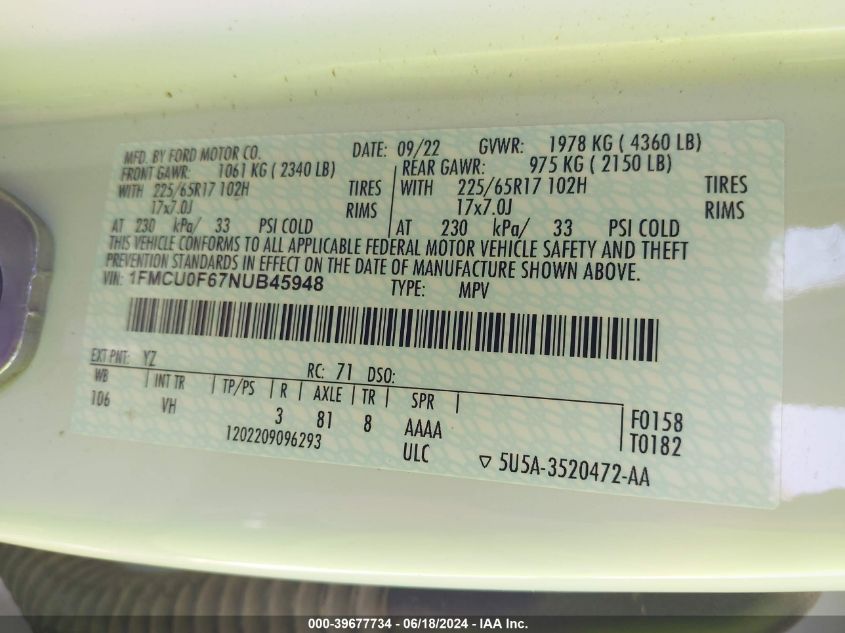 MFD. BY FORD MOTOR CO. DATE: 09/22 GVWR: 1978 KG ( 4360 LB)
FRONT GAWR: 1061 KG ( 2340 LB) REAR GAWR: 975 KG ( 2150 LB)
WITH 225/65R17 102H TIRES WITH 225/65R17 102H TIRES
17x7.0J RIMS 17x7.0J RIMS
AT 230 kPa/ 33 PSI COLD AT 230 kPa/ 33 PSI COLD
THIS VEHICLE CONFORMS TO ALL APPLICABLE FEDERAL MOTOR VEHICLE SAFETY AND THEFT
PREVENTION STANDARDS IN EFFECT ON THE DATE OF MANUFACTURE SHOWN ABOVE.
VIN: 1FMCU0F67NUB45948 TYPE: MPV
EXT PNT: YZ RC: 71 DSO:
WB INT TR TP/PS R AXLE TR SPR
106 VH 3 81 8 AAAA F0158
1202209096293 ULC T0182
▽ 5U5A-3520472-AA
000-39677734 - 06/18/2024 - IAA Inc.